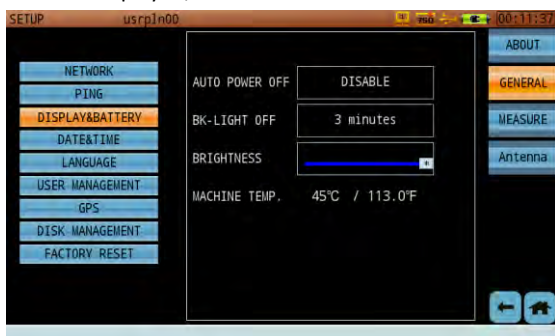 SETUP usrpln00 TSO 00:11:37
ABOUT
NETWORK
AUTO POWER OFF DISABLE
GENERAL
PING
DISPLAY&BATTERY
BK-LIGHT OFF 3 minutes
MEASURE
DATE&TIME
LANGUAGE
BRIGHTNESS
Antenna
USER MANAGEMENT
MACHINE TEMP. 45℃ / 113.0℉
GPS
DISK MANAGEMENT
FACTORY RESET